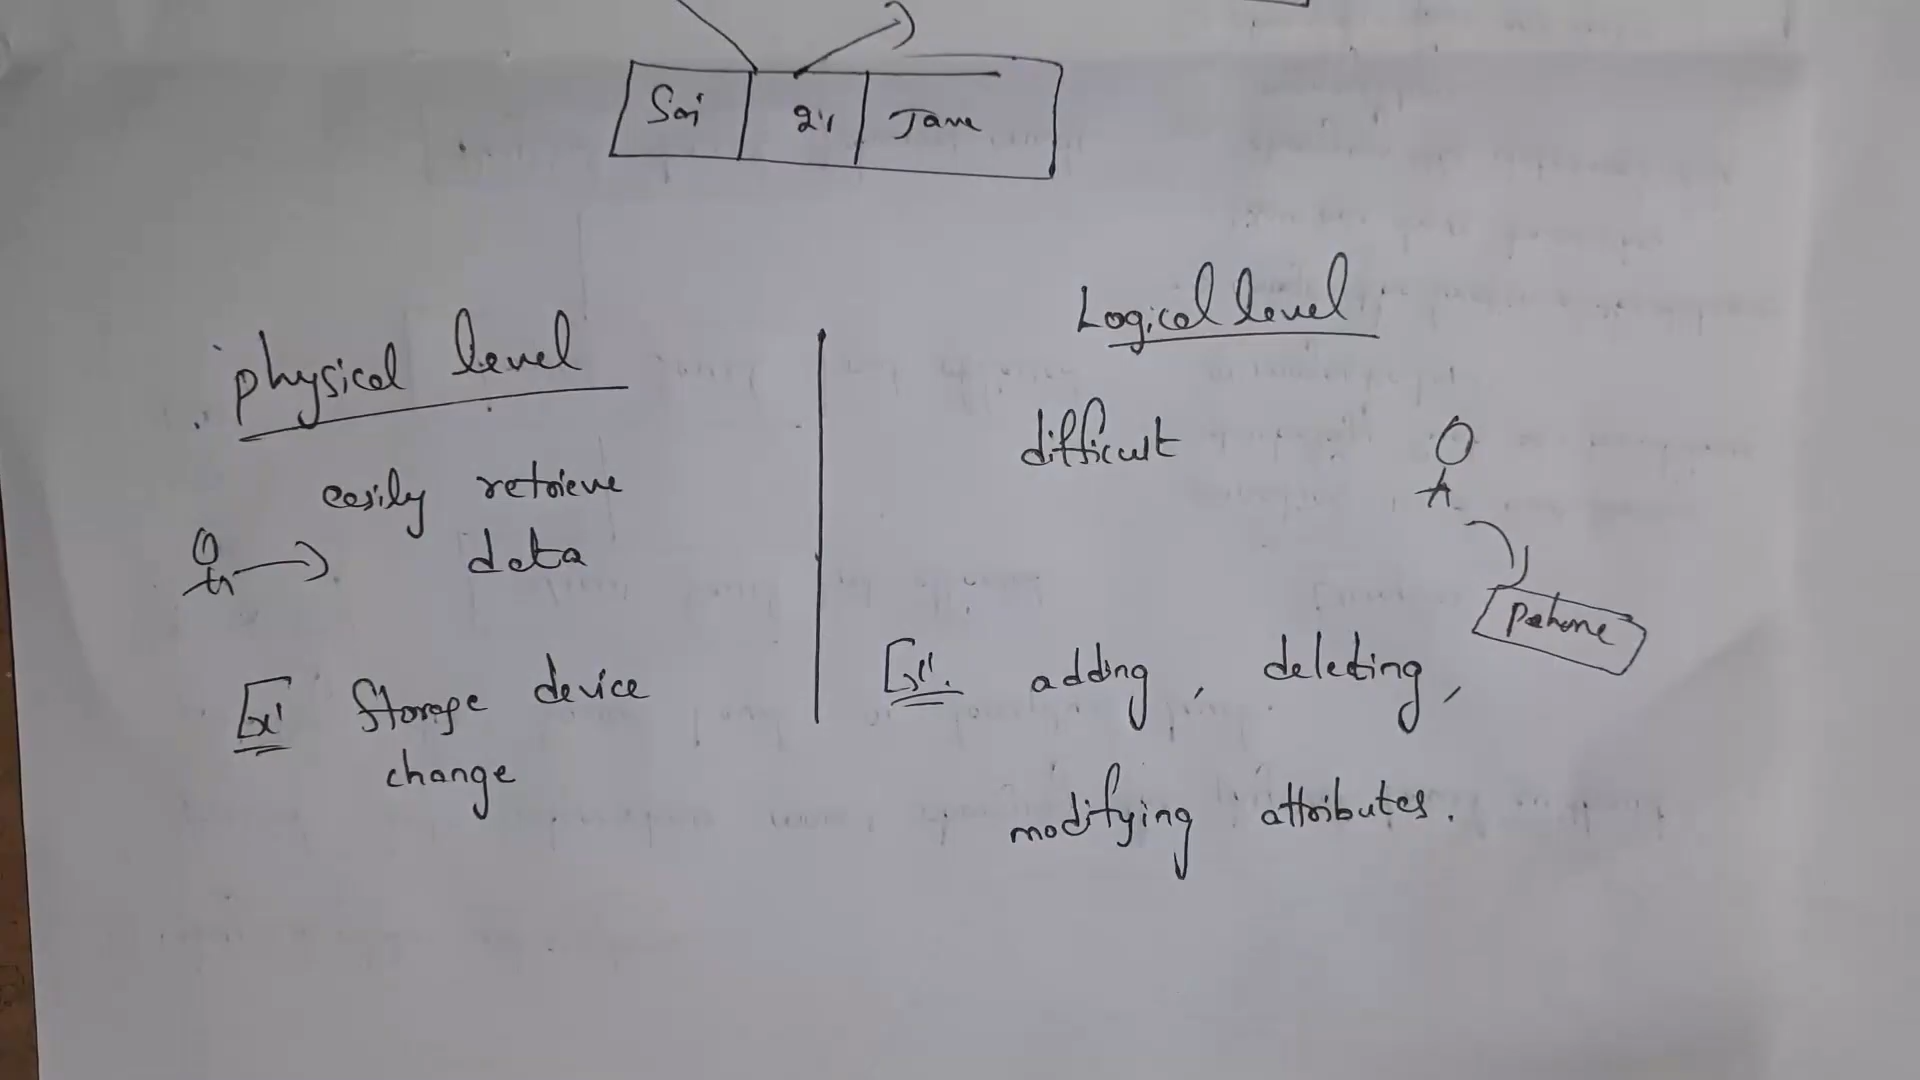 Sai 21 Jame
physical level
easily retrieve
data
Ex: Storage device
change
Logical level
difficult
Pehone
Ex: adding, deleting,
modifying attributes.